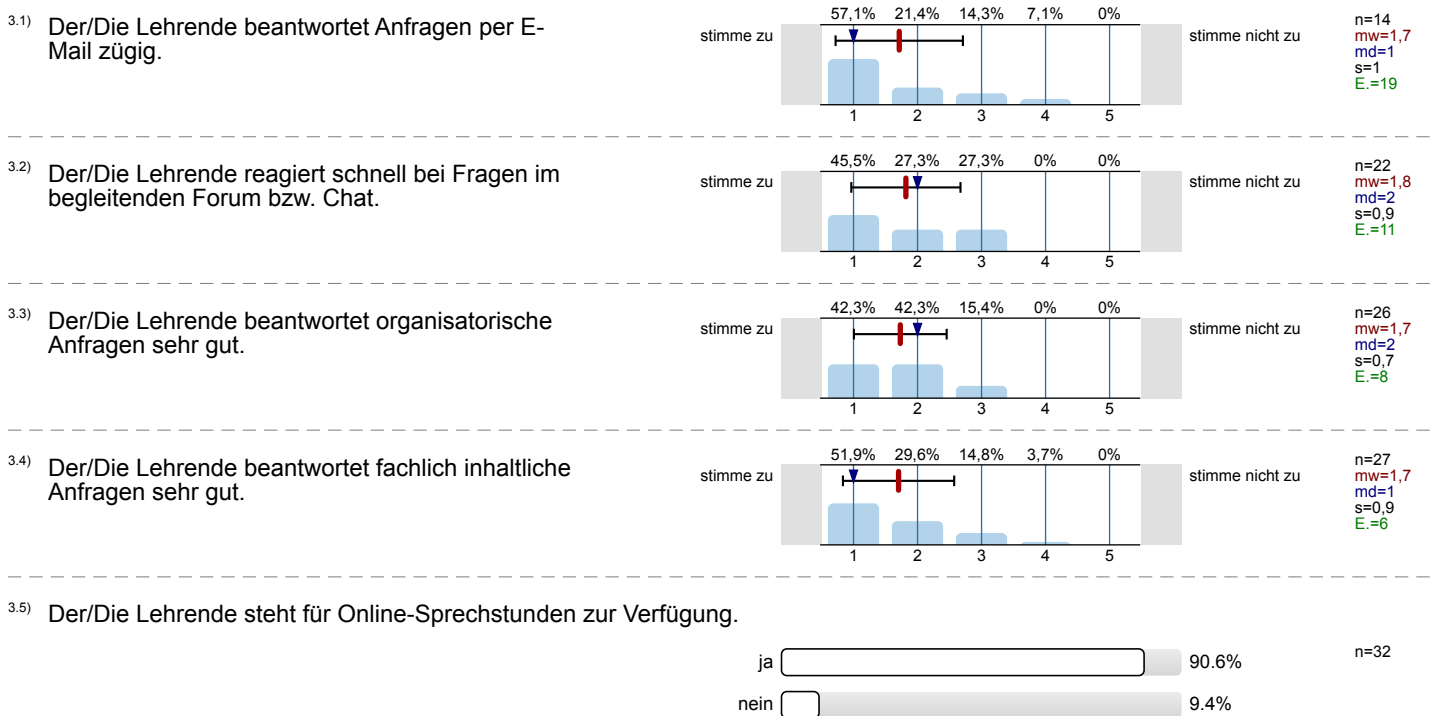 3.1) Der/Die Lehrende beantwortet Anfragen per E-
Mail zügig.
stimme zu
57,1% 21,4% 14,3% 7,1% 0%
1 2 3 4 5
stimme nicht zu
n=14
mw=1,7
md=1
s=1
E.=19
3.2) Der/Die Lehrende reagiert schnell bei Fragen im
begleitenden Forum bzw. Chat.
stimme zu
45,5% 27,3% 27,3% 0% 0%
1 2 3 4 5
stimme nicht zu
n=22
mw=1,8
md=2
s=0,9
E.=11
3.3) Der/Die Lehrende beantwortet organisatorische
Anfragen sehr gut.
stimme zu
42,3% 42,3% 15,4% 0% 0%
1 2 3 4 5
stimme nicht zu
n=26
mw=1,7
md=2
s=0,7
E.=8
3.4) Der/Die Lehrende beantwortet fachlich inhaltliche
Anfragen sehr gut.
stimme zu
51,9% 29,6% 14,8% 3,7% 0%
1 2 3 4 5
stimme nicht zu
n=27
mw=1,7
md=1
s=0,9
E.=6
3.5) Der/Die Lehrende steht für Online-Sprechstunden zur Verfügung.
ja 90.6% n=32
nein 9.4%